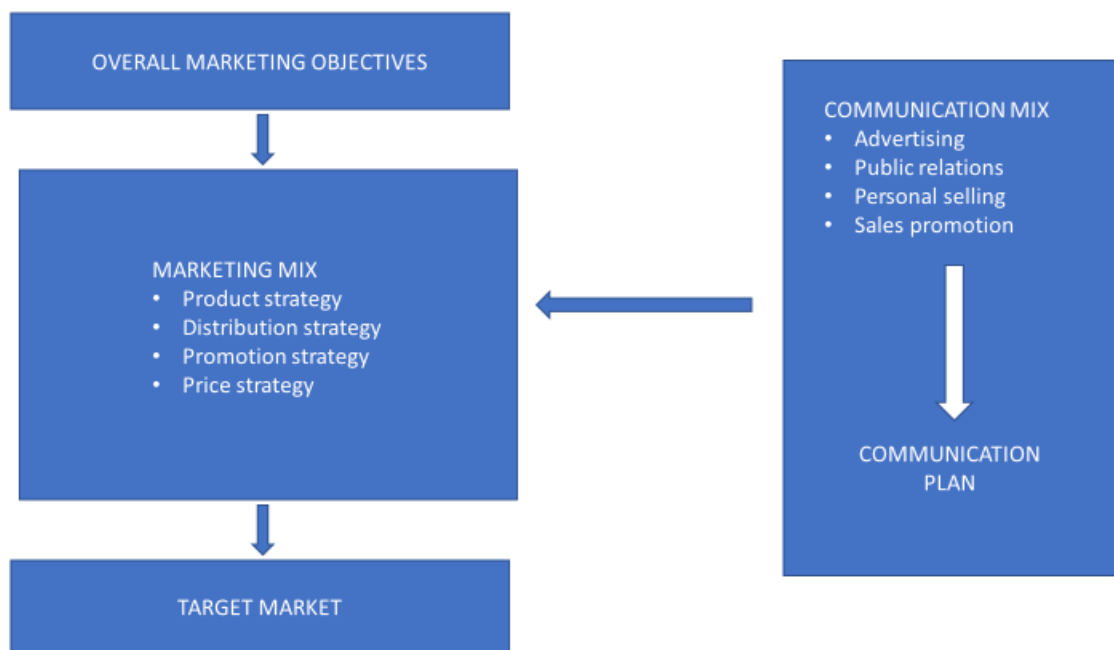 OVERALL MARKETING OBJECTIVES
MARKETING MIX
• Product strategy
• Distribution strategy
• Promotion strategy
• Price strategy
TARGET MARKET
COMMUNICATION MIX
• Advertising
• Public relations
• Personal selling
• Sales promotion
COMMUNICATION
PLAN